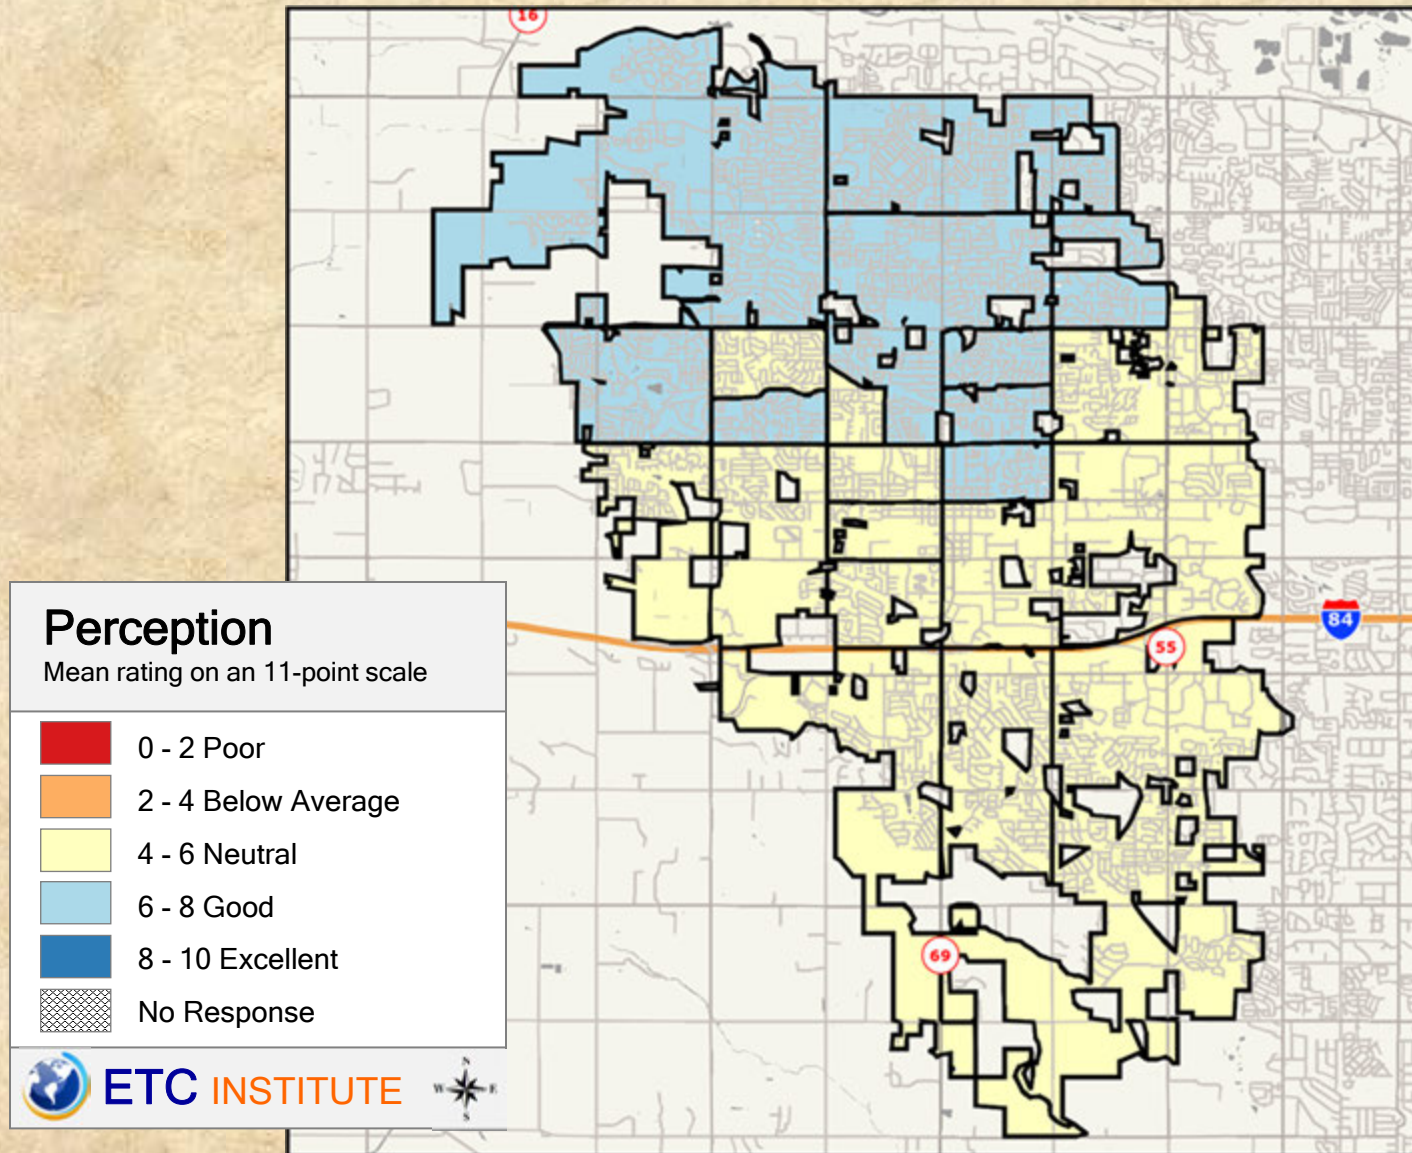 16
84
55
69
Perception
Mean rating on an 11-point scale
0 - 2 Poor
2 - 4 Below Average
4 - 6 Neutral
6 - 8 Good
8 - 10 Excellent
No Response
ETC INSTITUTE
N
W E
S